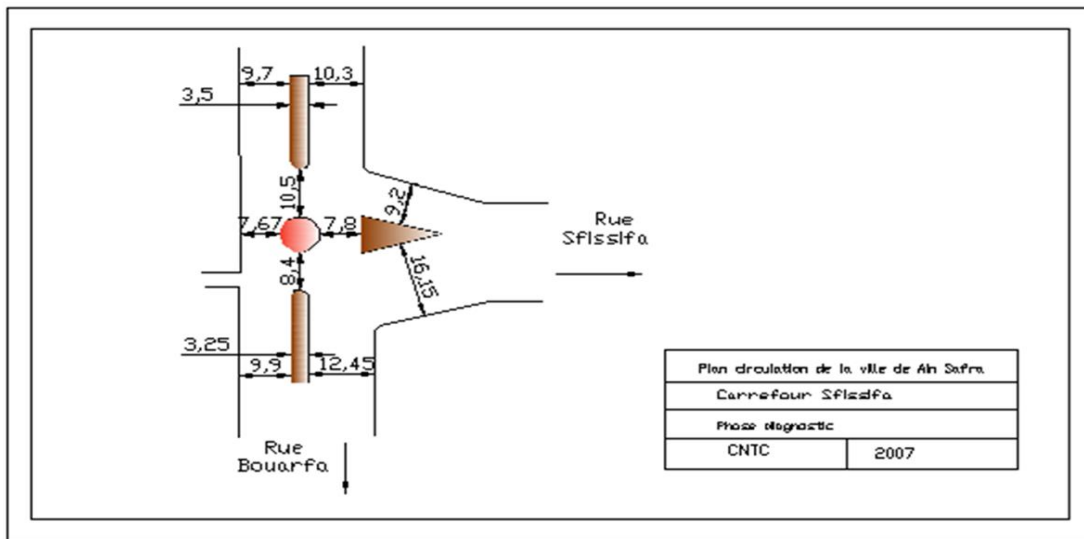 9,7 10,3
3,5
10,5
9,2
7,67 7,8
Rue
Sfissifa
8,4
16,15
3,25
9,9 12,45
Rue
Bouarfa
Plan circulation de la ville de Ain Safra
Carrefour Sfissifa
Phase diagnostic
CNTC 2007